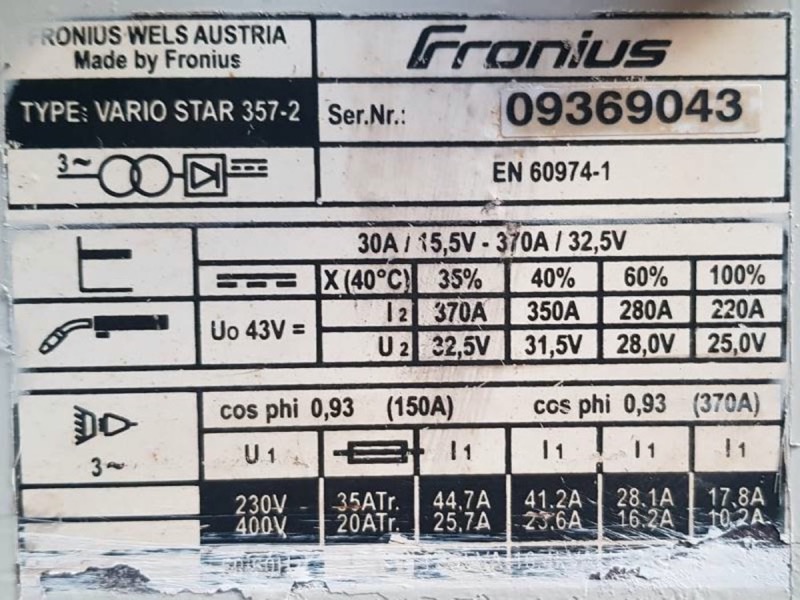 FRONIUS WELS AUSTRIA
Made by Fronius
Fronius
TYPE: VARIO STAR 357-2
Ser.Nr.: 09369043
3~
EN 60974-1
30A / 15,5V - 370A / 32,5V
X (40°C) 35% 40% 60% 100%
Uo 43V =
I2 370A 350A 280A 220A
U2 32,5V 31,5V 28,0V 25,0V
cos phi 0,93 (150A) cos phi 0,93 (370A)
3~
U1 I1 I1 I1 I1
230V 35ATr. 44.7A 41.2A 28.1A 17.8A
400V 20ATr. 25.7A 23.6A 16.2A 10.2A